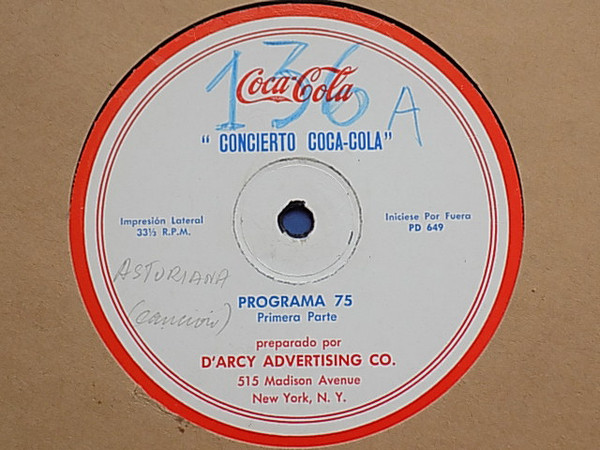 136 A
Coca-Cola
"CONCIERTO COCA-COLA"
Impresión Lateral
33⅓ R.P.M.
Iniciese Por Fuera
PD 649
ASTURIANA
(canción)
PROGRAMA 75
Primera Parte
preparado por
D'ARCY ADVERTISING CO.
515 Madison Avenue
New York, N. Y.